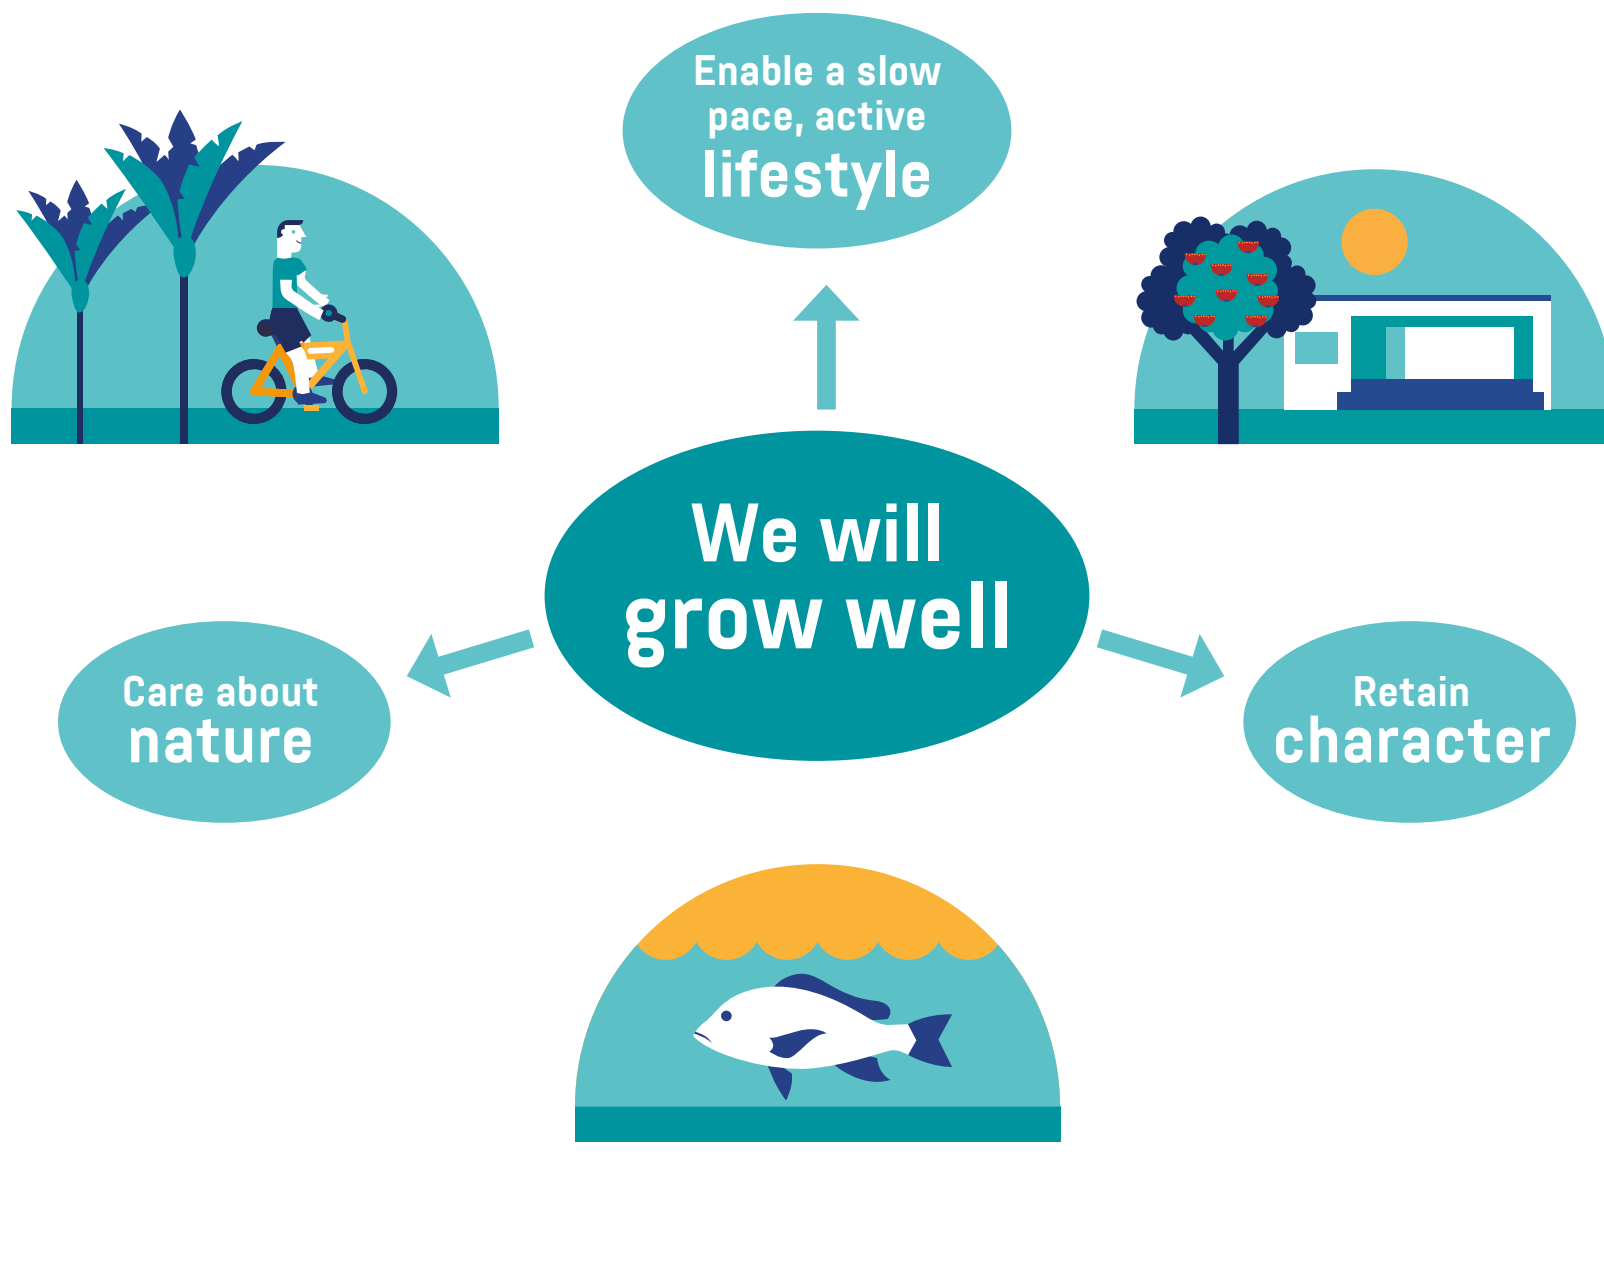 Enable a slow
pace, active
lifestyle
We will
grow well
Care about
nature
Retain
character